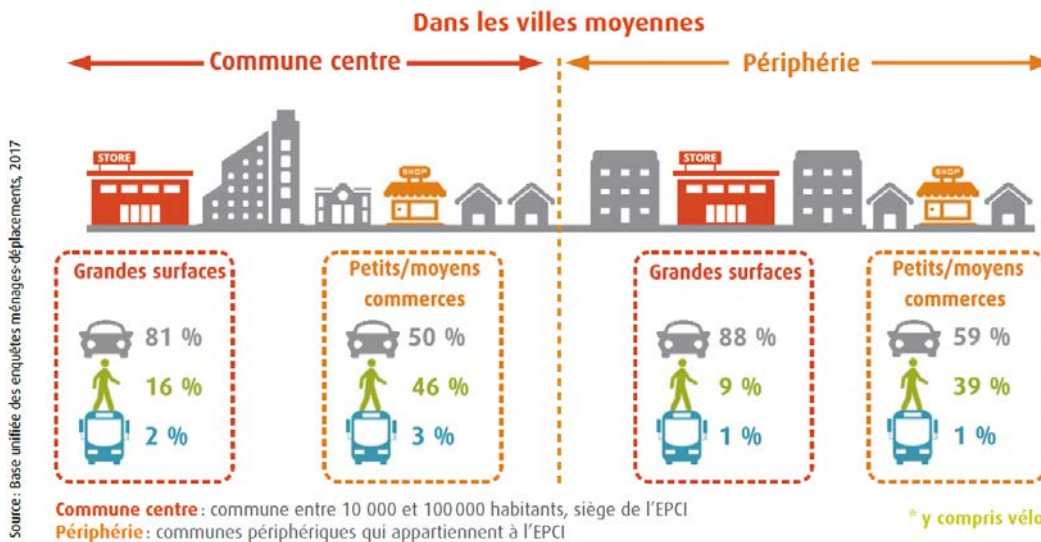 Dans les villes moyennes
Commune centre
Périphérie
STORE
SHOP
STORE
SHOP
Grandes surfaces
81 %
16 %
2 %
Petits/moyens
commerces
50 %
46 %
3 %
Grandes surfaces
88 %
9 %
1 %
Petits/moyens
commerces
59 %
39 %
1 %
Commune centre : commune entre 10 000 et 100 000 habitants, siège de l'EPCI
Périphérie : communes périphériques qui appartiennent à l'EPCI
* y compris vélo
Source : Base unifiée des enquêtes ménages-déplacements, 2017